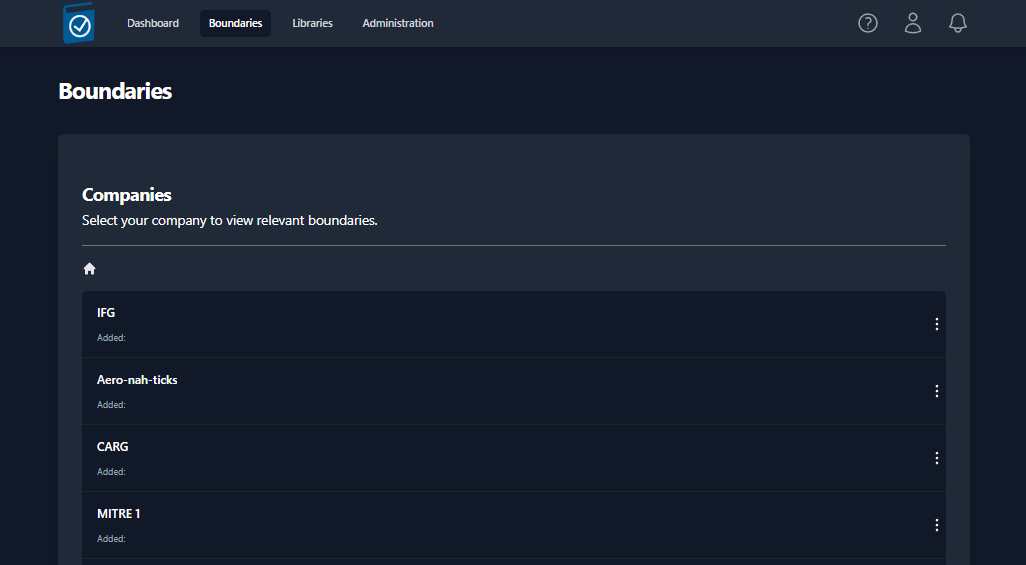 Dashboard Boundaries Libraries Administration
Boundaries
Companies
Select your company to view relevant boundaries.
IFG
Added:
Aero-nah-ticks
Added:
CARG
Added:
MITRE 1
Added: